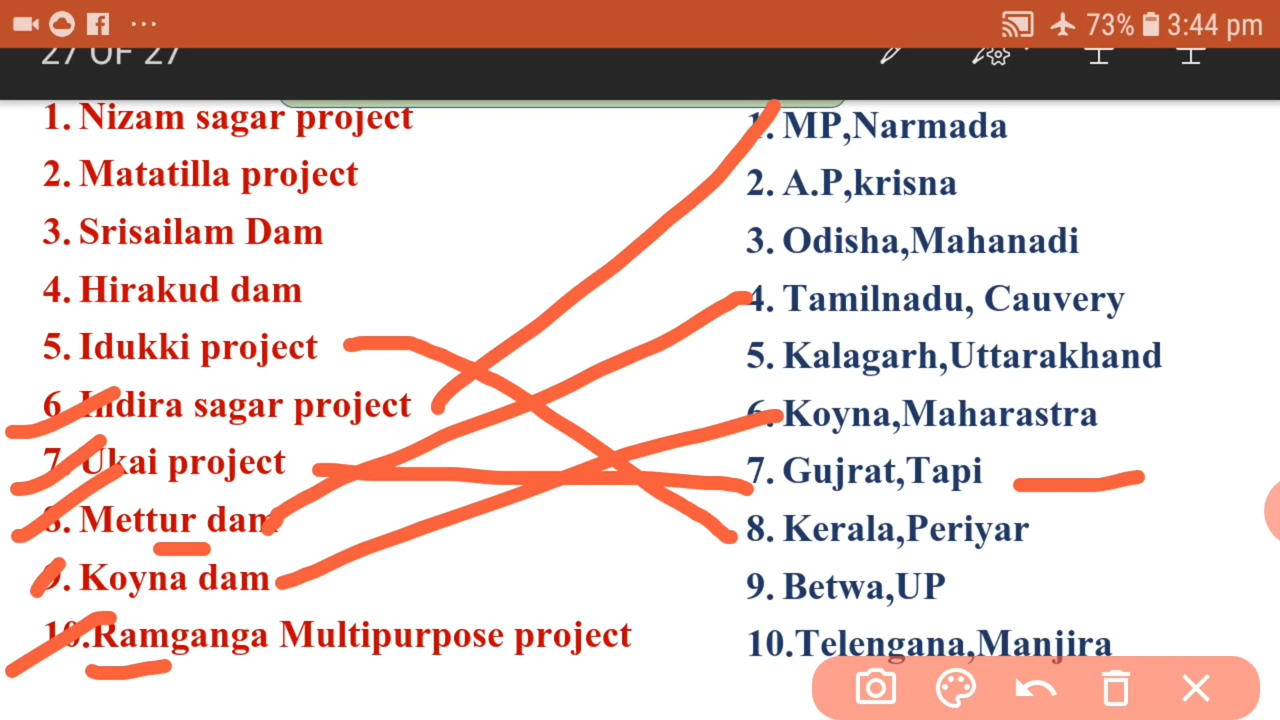 73% 3:44 pm
27 OF 27
1. Nizam sagar project
2. Matatilla project
3. Srisailam Dam
4. Hirakud dam
5. Idukki project
6. Indira sagar project
7. Ukai project
8. Mettur dam
9. Koyna dam
10.Ramganga Multipurpose project
1. MP,Narmada
2. A.P,krisna
3. Odisha,Mahanadi
4. Tamilnadu, Cauvery
5. Kalagarh,Uttarakhand
6. Koyna,Maharastra
7. Gujrat,Tapi
8. Kerala,Periyar
9. Betwa,UP
10.Telengana,Manjira